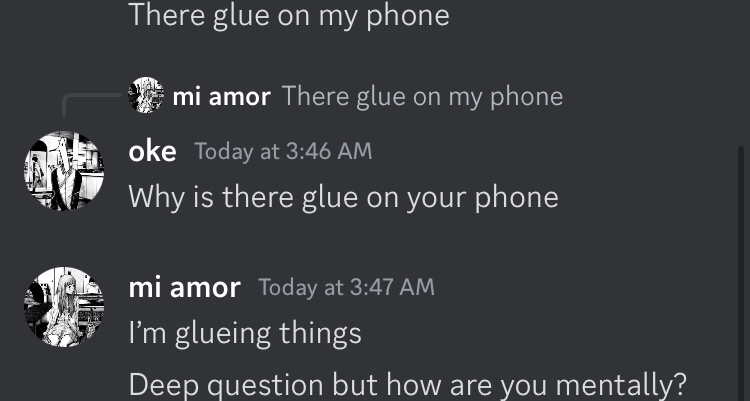 There glue on my phone
mi amor There glue on my phone
oke Today at 3:46 AM
Why is there glue on your phone
mi amor Today at 3:47 AM
I'm glueing things
Deep question but how are you mentally?